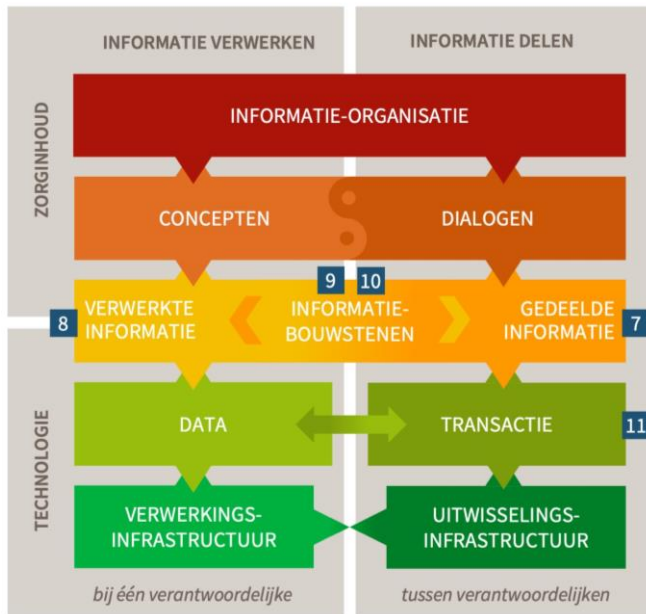 INFORMATIE VERWERKEN
INFORMATIE DELEN
ZORGINHOUD
INFORMATIE-ORGANISATIE
CONCEPTEN
DIALOGEN
9
10
8
VERWERKTE
INFORMATIE
INFORMATIE-
BOUWSTENEN
GEDEELDE
INFORMATIE
7
TECHNOLOGIE
DATA
TRANSACTIE
11
VERWERKINGS-
INFRASTRUCTUUR
UITWISSELINGS-
INFRASTRUCTUUR
bij één verantwoordelijke
tussen verantwoordelijken